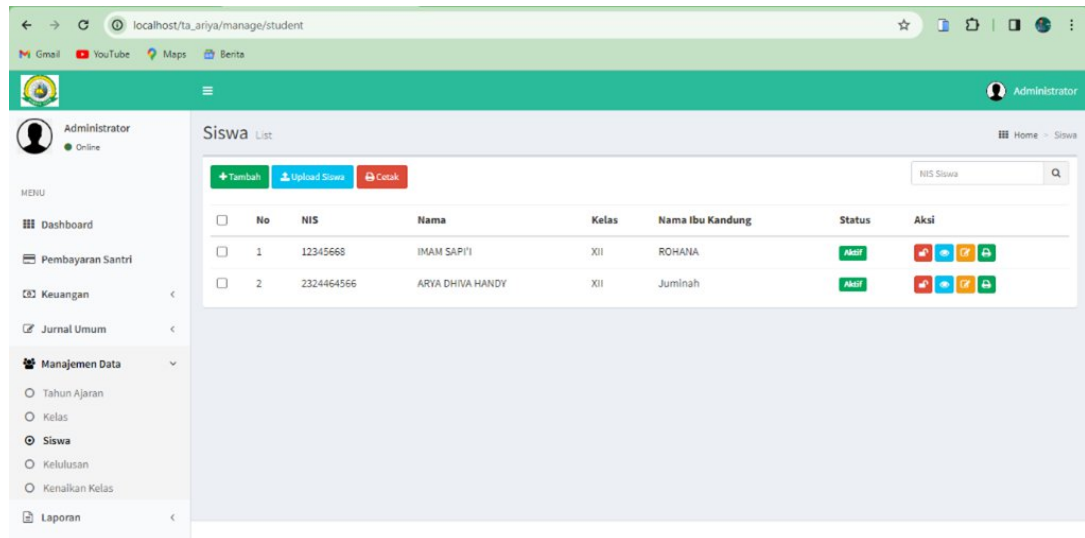 localhost/ta_ariya/manage/student
Gmail YouTube Maps Berita
Administrator
Administrator
Online
Siswa List
Home > Siswa
Tambah Upload Siswa Cetak
NIS Siswa
MENU
Dashboard
Pembayaran Santri
Keuangan
Jurnal Umum
Manajemen Data
Tahun Ajaran
Kelas
Siswa
Kelulusan
Kenalkan Kelas
Laporan
No NIS Nama Kelas Nama Ibu Kandung Status Aksi
1 12345668 IMAM SAPI'I XII ROHANA Aktif
2 2324464566 ARYA DHIVA HANDY XII Juminah Aktif